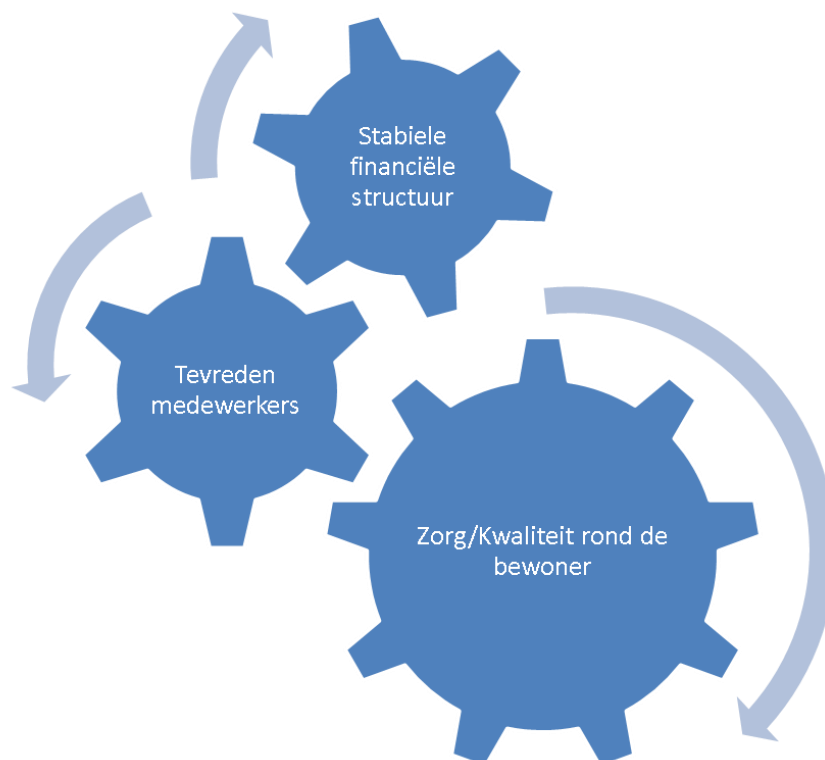 Stabiele
financiële
structuur
Tevreden
medewerkers
Zorg/Kwaliteit rond de
bewoner